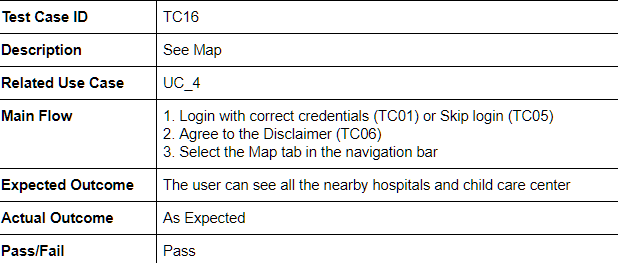 Test Case ID TC16
Description See Map
Related Use Case UC_4
Main Flow 1. Login with correct credentials (TC01) or Skip login (TC05)
2. Agree to the Disclaimer (TC06)
3. Select the Map tab in the navigation bar
Expected Outcome The user can see all the nearby hospitals and child care center
Actual Outcome As Expected
Pass/Fail Pass